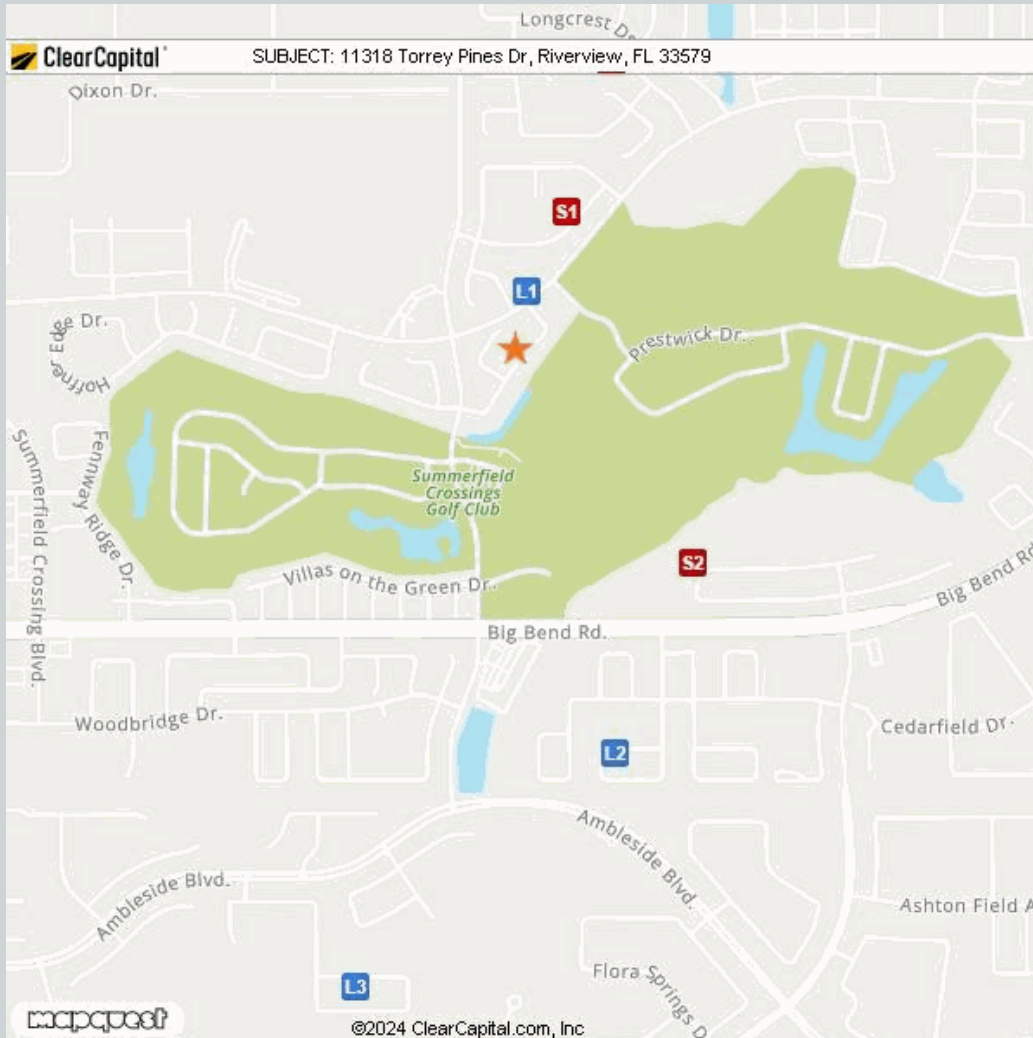 Longcrest Dr.
ClearCapital
SUBJECT: 11318 Torrey Pines Dr, Riverview, FL 33579
Dixon Dr.
S1
L1
Hoffner Edge Dr.
Prestwick Dr.
Summerfield Crossing Blvd.
Fennway Ridge Dr.
Summerfield
Crossings
Golf Club
S2
Villas on the Green Dr.
Big Bend Rd
Big Bend Rd.
Woodbridge Dr.
Cedarfield Dr.
L2
Ambleside Blvd.
Ambleside Blvd.
Ashton Field A
L3
Flora Springs D
mapquest
©2024 ClearCapital.com, Inc